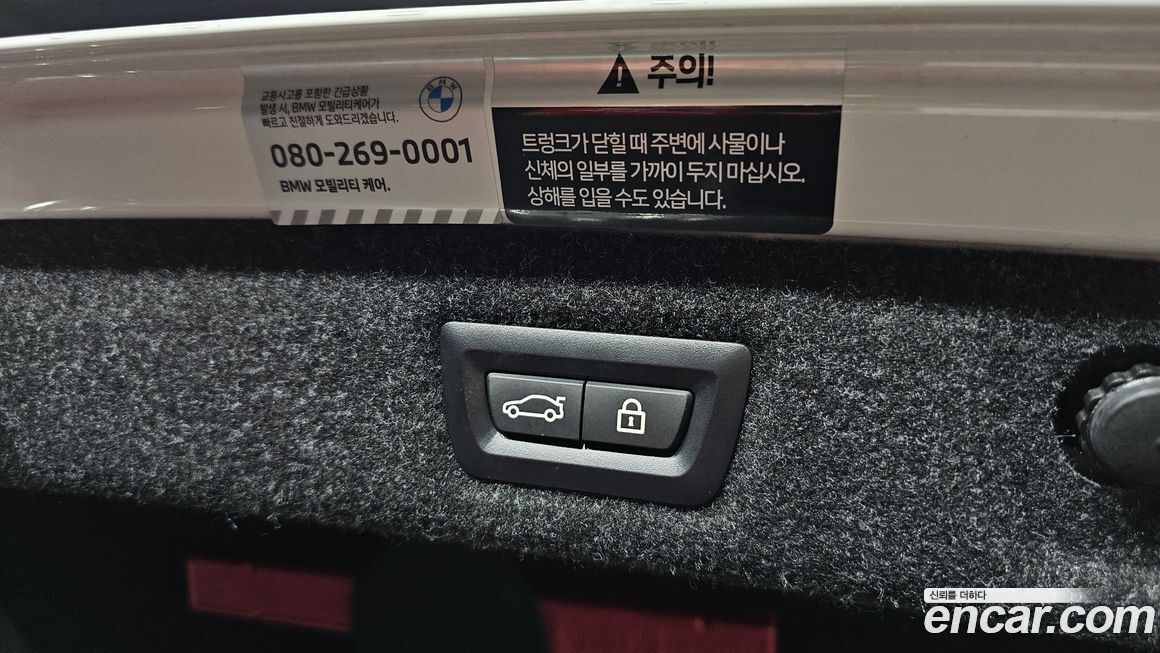 교통사고를 포함한 긴급상황
발생 시, BMW 모빌리티케어가
빠르고 친절하게 도와드리겠습니다.
BMW
080-269-0001
BMW 모빌리티 케어.
주의!
트렁크가 닫힐 때 주변에 사물이나
신체의 일부를 가까이 두지 마십시오.
상해를 입을 수도 있습니다.
신뢰를 더하다
encar.com